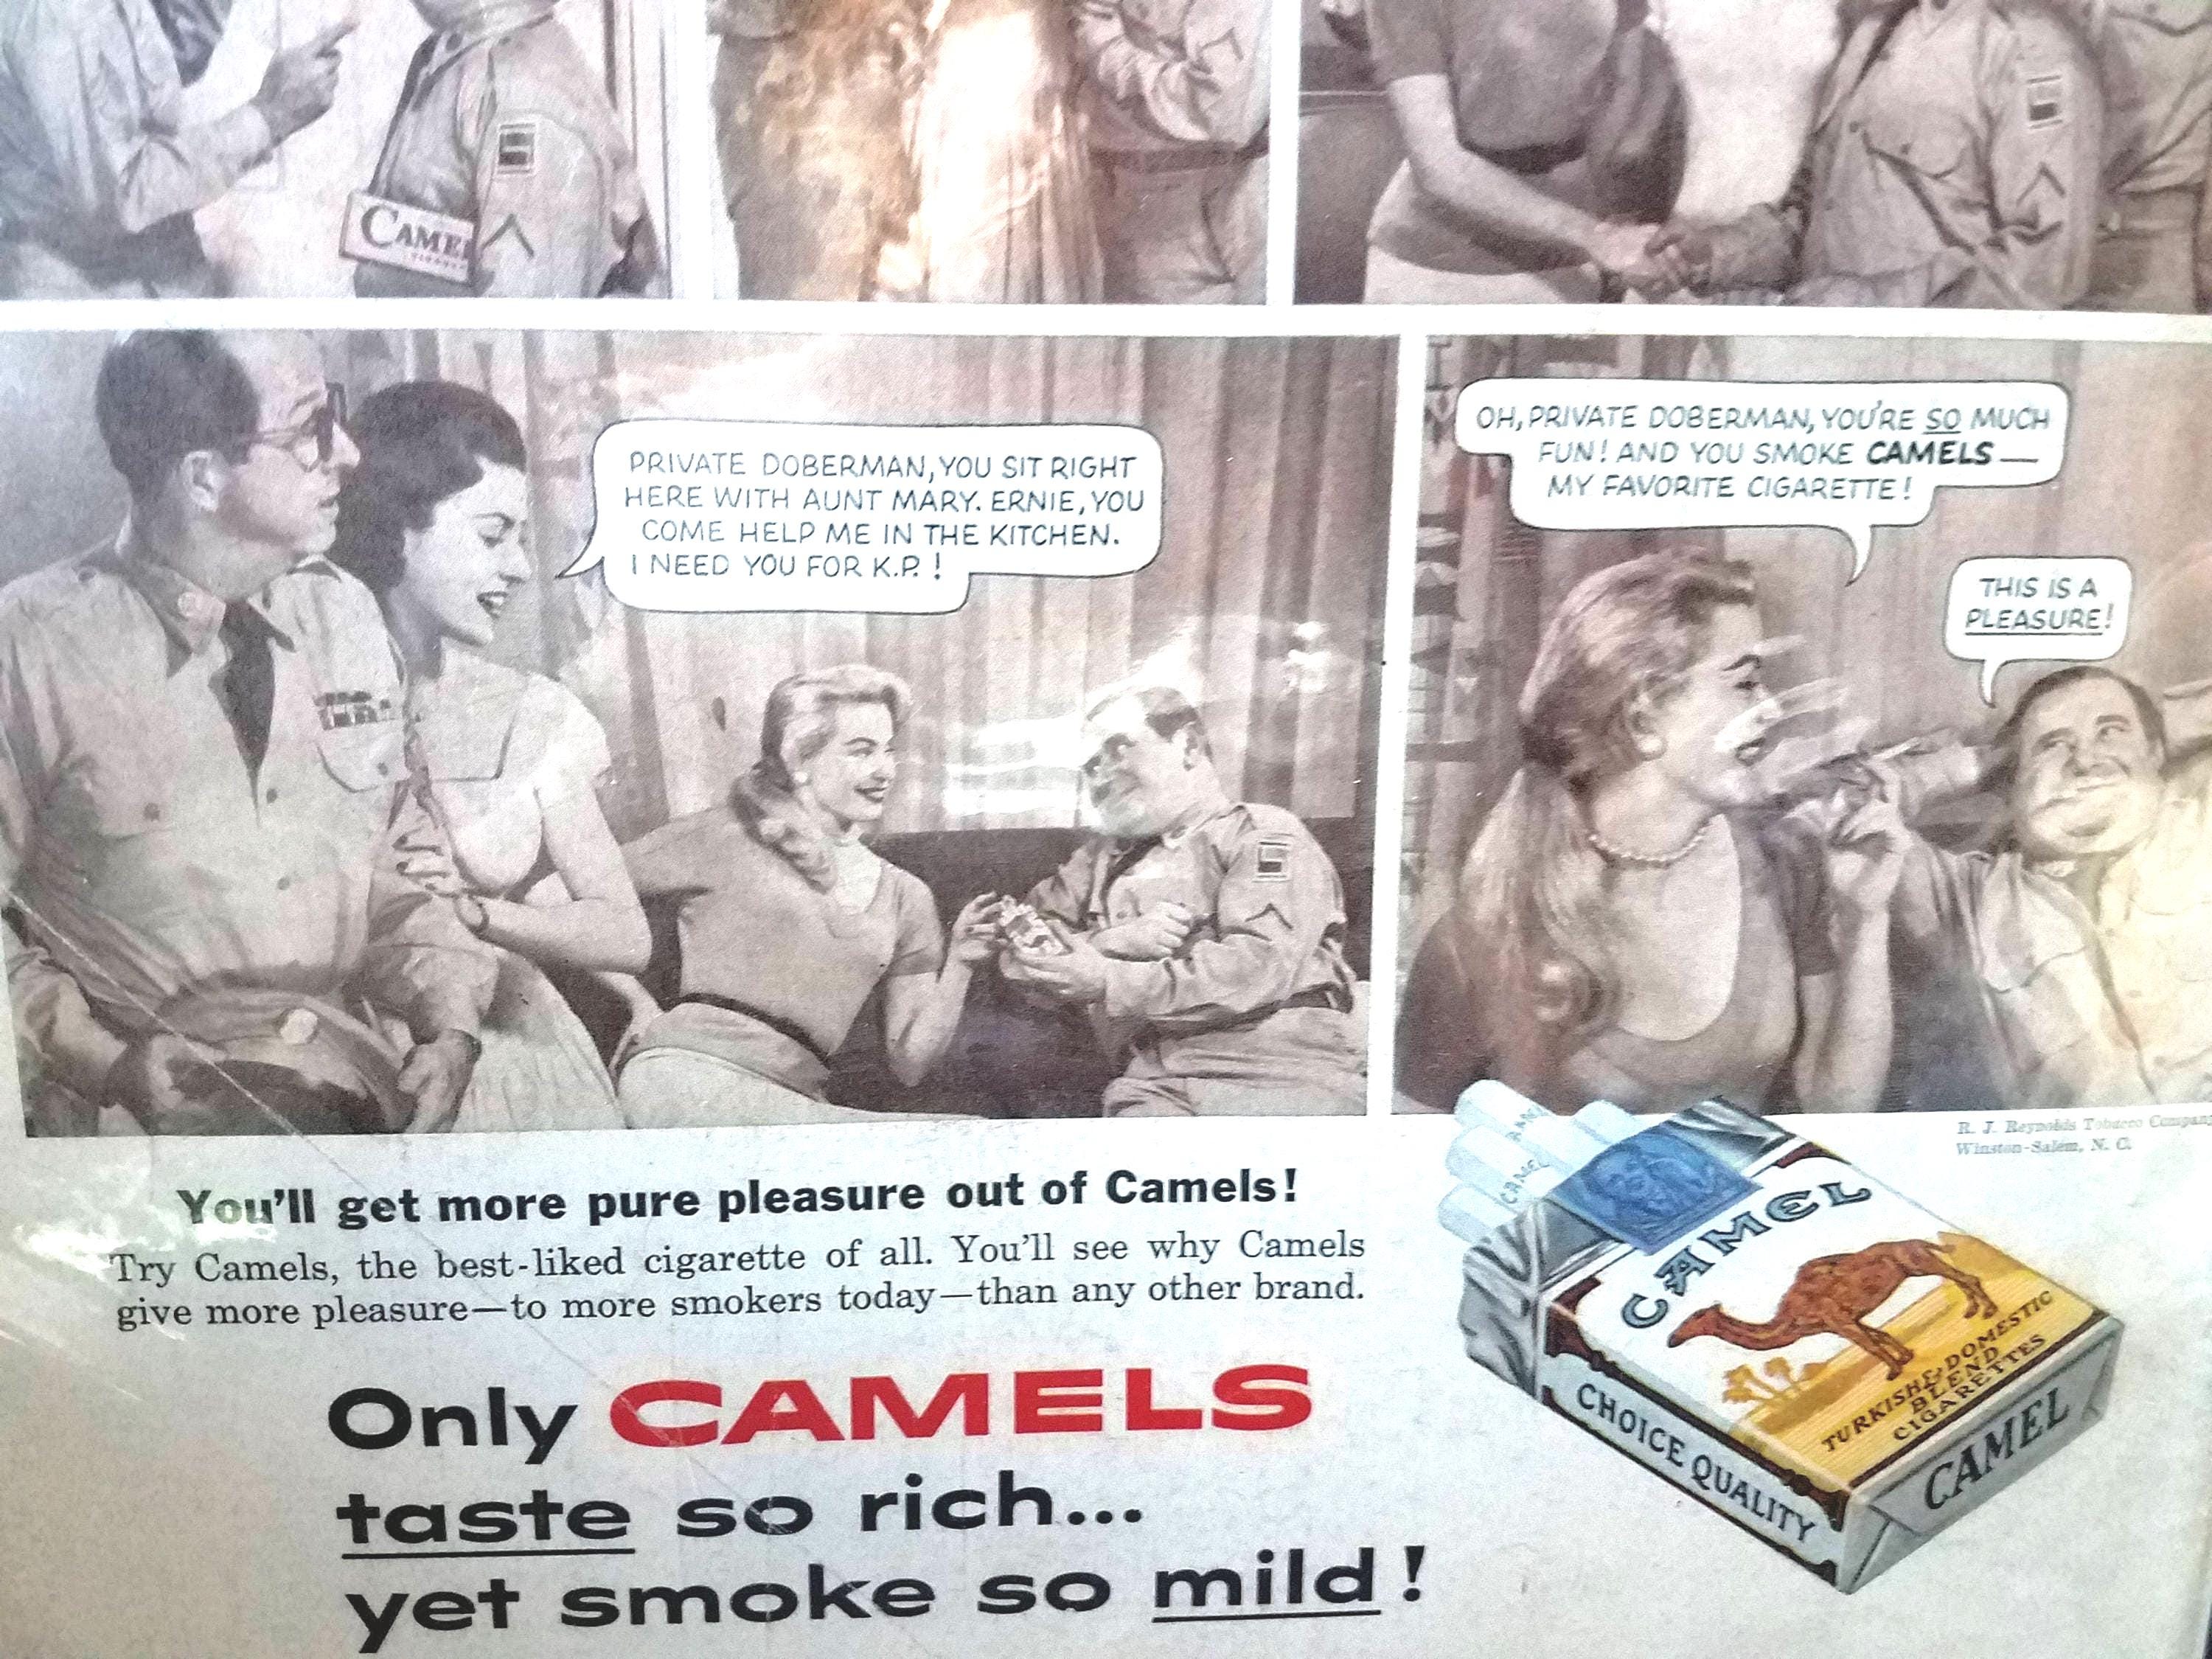 CAMEL
PRIVATE DOBERMAN, YOU SIT RIGHT
HERE WITH AUNT MARY. ERNIE, YOU
COME HELP ME IN THE KITCHEN.
I NEED YOU FOR K.P. !
OH, PRIVATE DOBERMAN, YOU'RE SO MUCH
FUN! AND YOU SMOKE CAMELS —
MY FAVORITE CIGARETTE!
THIS IS A
PLEASURE!
R. J. Reynolds Tobacco Company
Winston-Salem, N. C.
You'll get more pure pleasure out of Camels!
Try Camels, the best-liked cigarette of all. You'll see why Camels
give more pleasure—to more smokers today—than any other brand.
Only CAMELS
taste so rich...
yet smoke so mild!
CAMEL
CAMEL
CAMEL
TURKISH & DOMESTIC
BLEND
CIGARETTES
CHOICE QUALITY
CAMEL